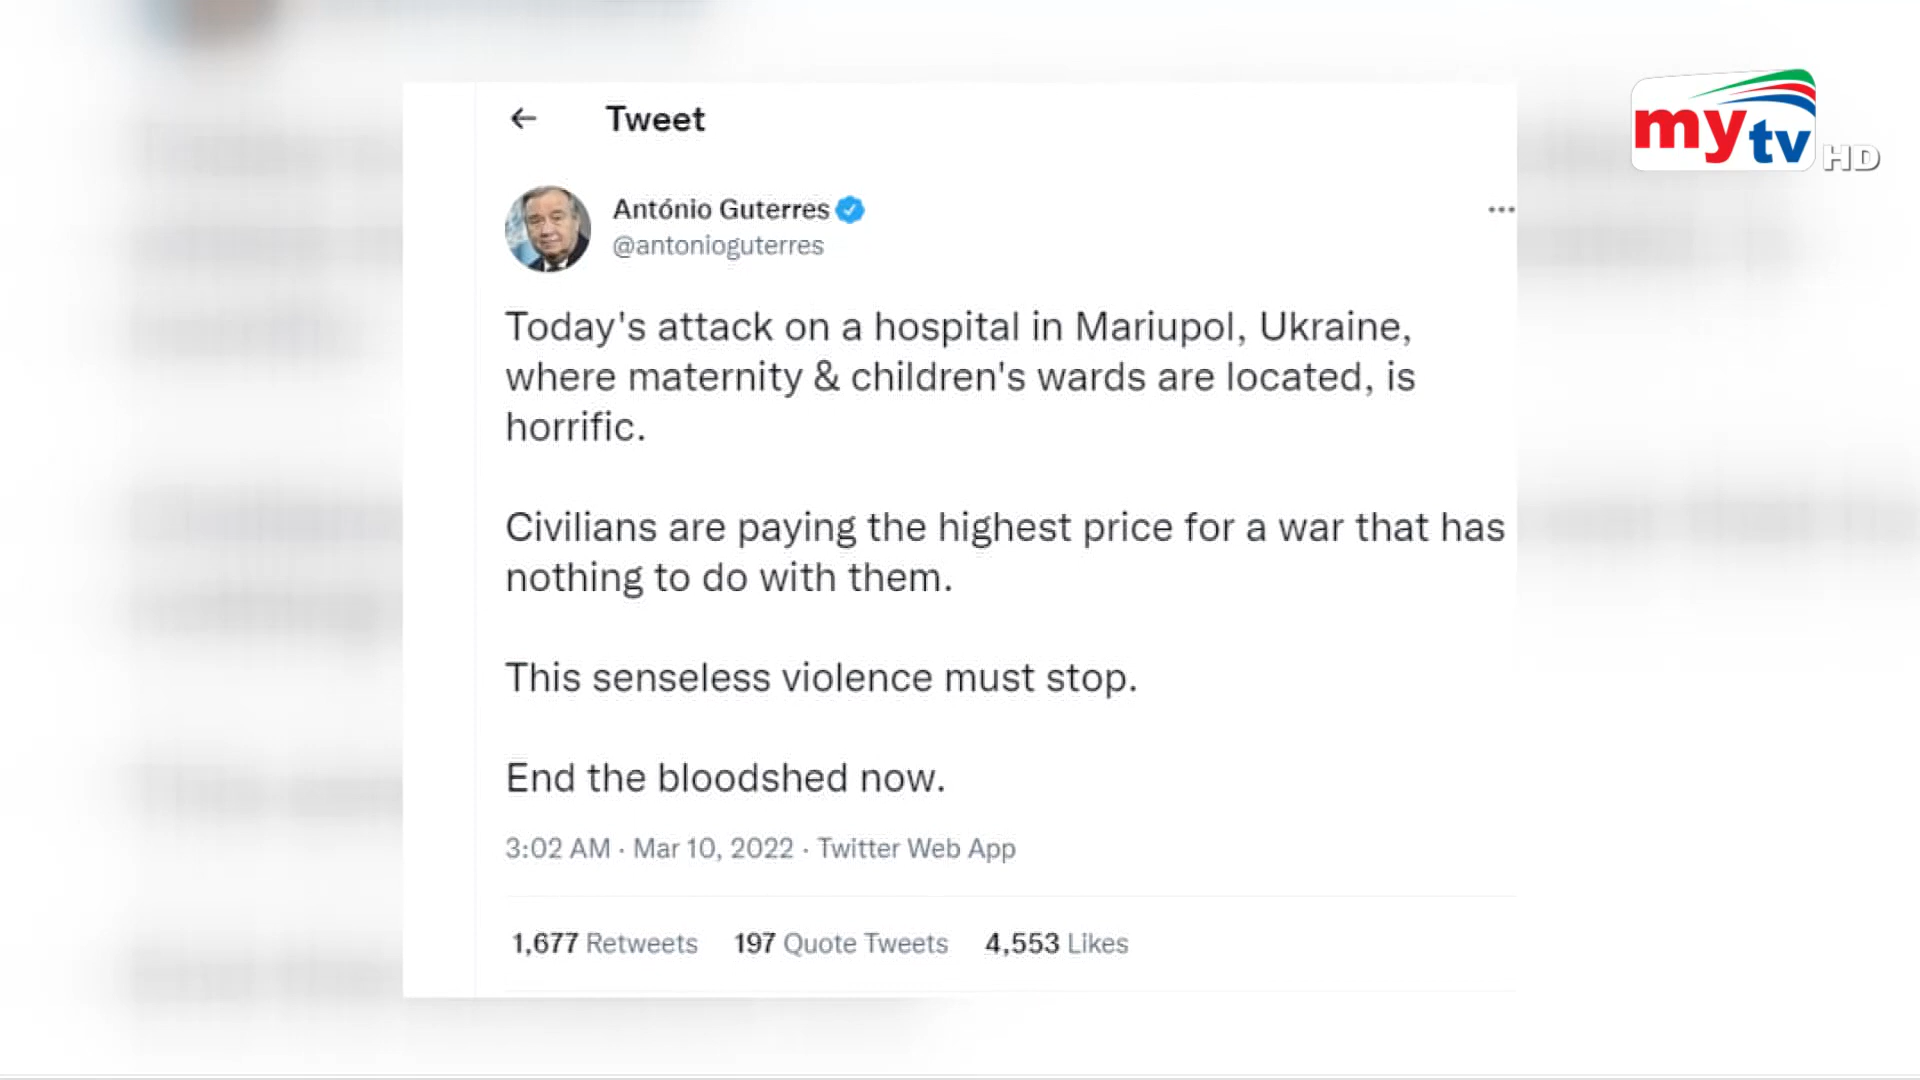 Tweet
António Guterres
@antonioguterres
Today's attack on a hospital in Mariupol, Ukraine,
where maternity & children's wards are located, is
horrific.
Civilians are paying the highest price for a war that has
nothing to do with them.
This senseless violence must stop.
End the bloodshed now.
3:02 AM · Mar 10, 2022 · Twitter Web App
1,677 Retweets 197 Quote Tweets 4,553 Likes
mytv HD